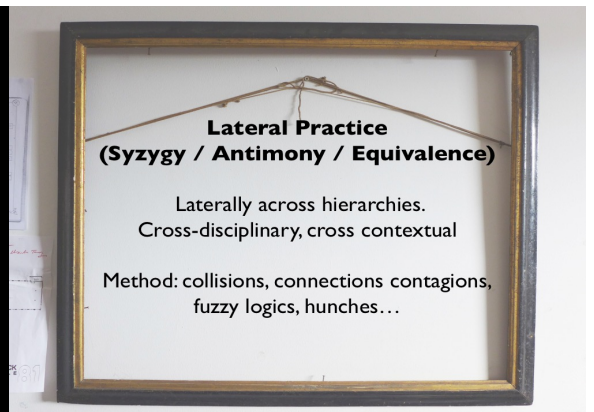 Lateral Practice
(Syzygy / Antimony / Equivalence)
Laterally across hierarchies.
Cross-disciplinary, cross contextual
Method: collisions, connections contagions,
fuzzy logics, hunches…